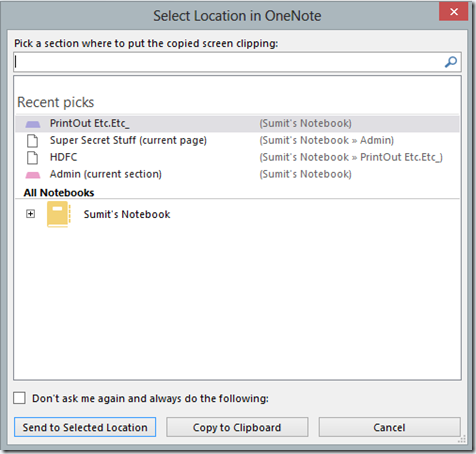 Select Location in OneNote
Pick a section where to put the copied screen clipping:
Recent picks
PrintOut Etc.Etc_ (Sumit's Notebook)
Super Secret Stuff (current page) (Sumit's Notebook » Admin)
HDFC (Sumit's Notebook » PrintOut Etc.Etc_)
Admin (current section) (Sumit's Notebook)
All Notebooks
Sumit's Notebook
Don't ask me again and always do the following:
Send to Selected Location Copy to Clipboard Cancel